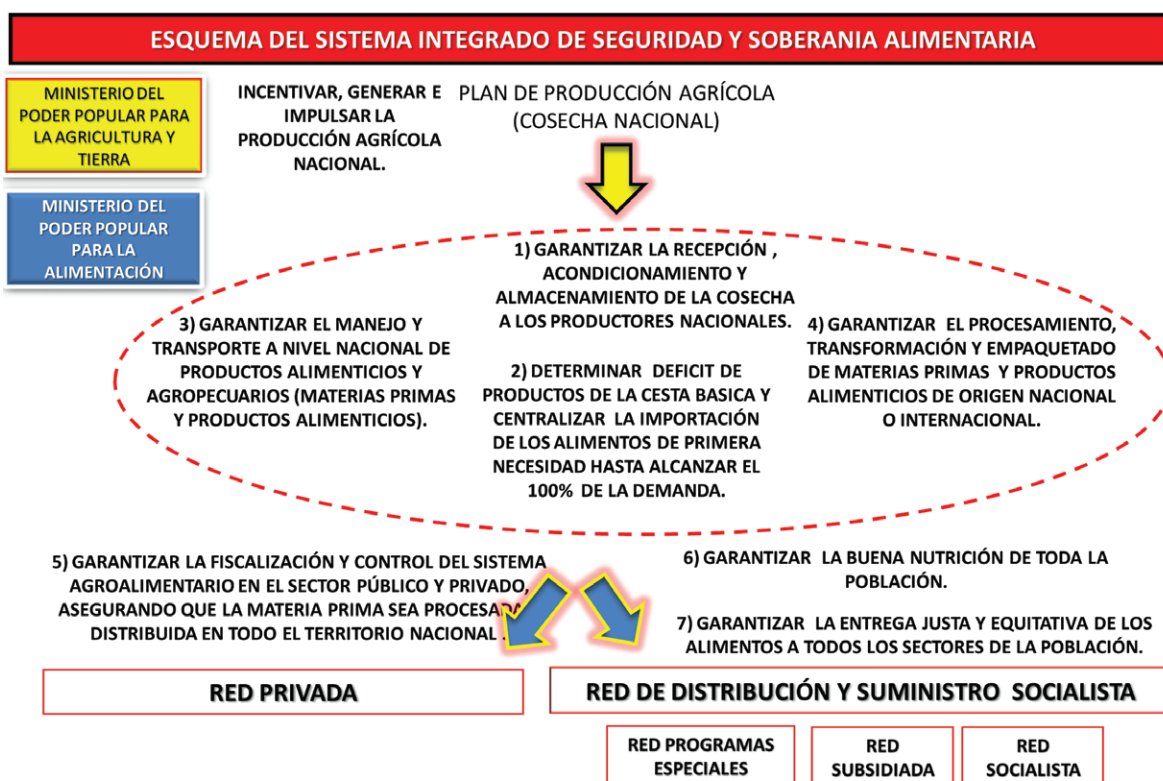 ESQUEMA DEL SISTEMA INTEGRADO DE SEGURIDAD Y SOBERANIA ALIMENTARIA
MINISTERIO DEL
PODER POPULAR PARA
LA AGRICULTURA Y
TIERRA
INCENTIVAR, GENERAR E
IMPULSAR LA
PRODUCCIÓN AGRÍCOLA
NACIONAL.
PLAN DE PRODUCCIÓN AGRÍCOLA
(COSECHA NACIONAL)
MINISTERIO DEL
PODER POPULAR
PARA LA
ALIMENTACIÓN
1) GARANTIZAR LA RECEPCIÓN ,
ACONDICIONAMIENTO Y
ALMACENAMIENTO DE LA COSECHA
A LOS PRODUCTORES NACIONALES.
2) DETERMINAR DEFICIT DE
PRODUCTOS DE LA CESTA BASICA Y
CENTRALIZAR LA IMPORTACIÓN
DE LOS ALIMENTOS DE PRIMERA
NECESIDAD HASTA ALCANZAR EL
100% DE LA DEMANDA.
3) GARANTIZAR EL MANEJO Y
TRANSPORTE A NIVEL NACIONAL DE
PRODUCTOS ALIMENTICIOS Y
AGROPECUARIOS (MATERIAS PRIMAS
Y PRODUCTOS ALIMENTICIOS).
4) GARANTIZAR EL PROCESAMIENTO,
TRANSFORMACIÓN Y EMPAQUETADO
DE MATERIAS PRIMAS Y PRODUCTOS
ALIMENTICIOS DE ORIGEN NACIONAL
O INTERNACIONAL.
5) GARANTIZAR LA FISCALIZACIÓN Y CONTROL DEL SISTEMA
AGROALIMENTARIO EN EL SECTOR PÚBLICO Y PRIVADO,
ASEGURANDO QUE LA MATERIA PRIMA SEA PROCESADA
DISTRIBUIDA EN TODO EL TERRITORIO NACIONAL .
6) GARANTIZAR LA BUENA NUTRICIÓN DE TODA LA
POBLACIÓN.
7) GARANTIZAR LA ENTREGA JUSTA Y EQUITATIVA DE LOS
ALIMENTOS A TODOS LOS SECTORES DE LA POBLACIÓN.
RED PRIVADA
RED DE DISTRIBUCIÓN Y SUMINISTRO SOCIALISTA
RED PROGRAMAS
ESPECIALES
RED
SUBSIDIADA
RED
SOCIALISTA